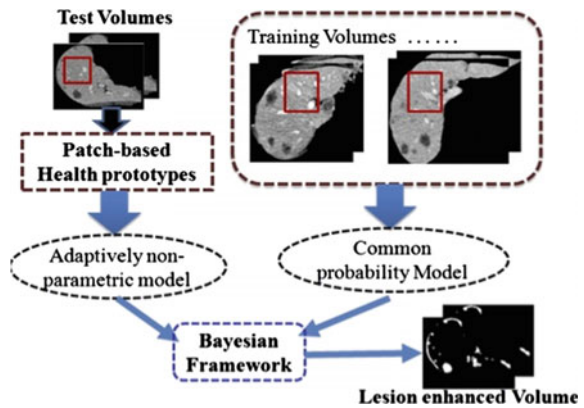 Test Volumes
Training Volumes ... ...
Patch-based
Health prototypes
Adaptively non-
parametric model
Common
probability Model
Bayesian
Framework
Lesion enhanced Volume